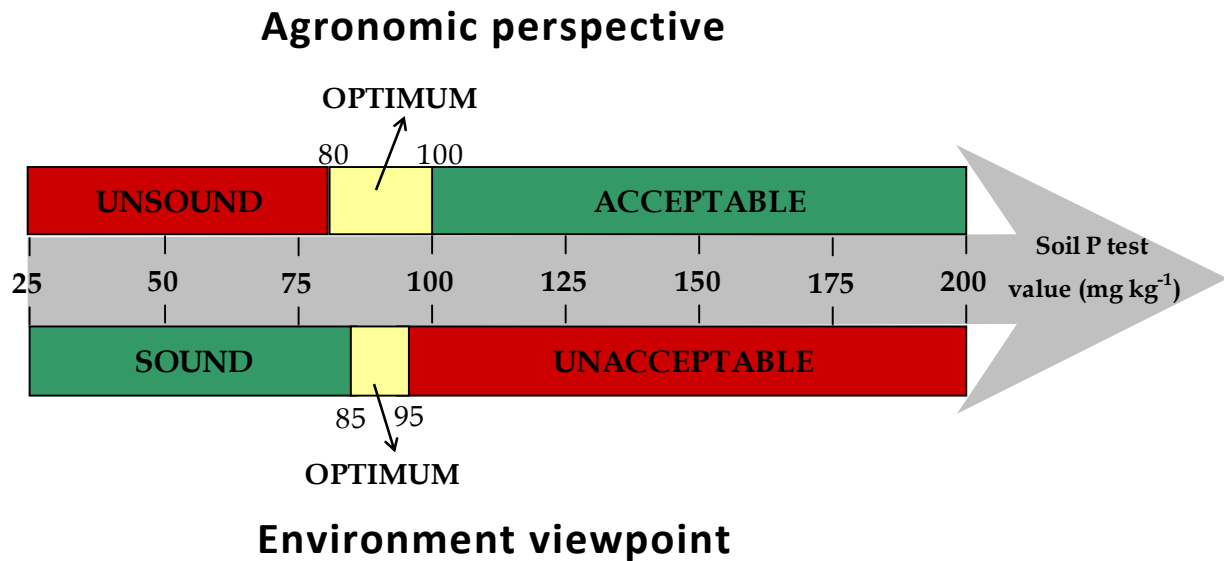 Agronomic perspective
OPTIMUM
80 100
UNSOUND ACCEPTABLE
25 50 75 100 125 150 175 200
Soil P test
value (mg kg⁻¹)
SOUND UNACCEPTABLE
85 95
OPTIMUM
Environment viewpoint